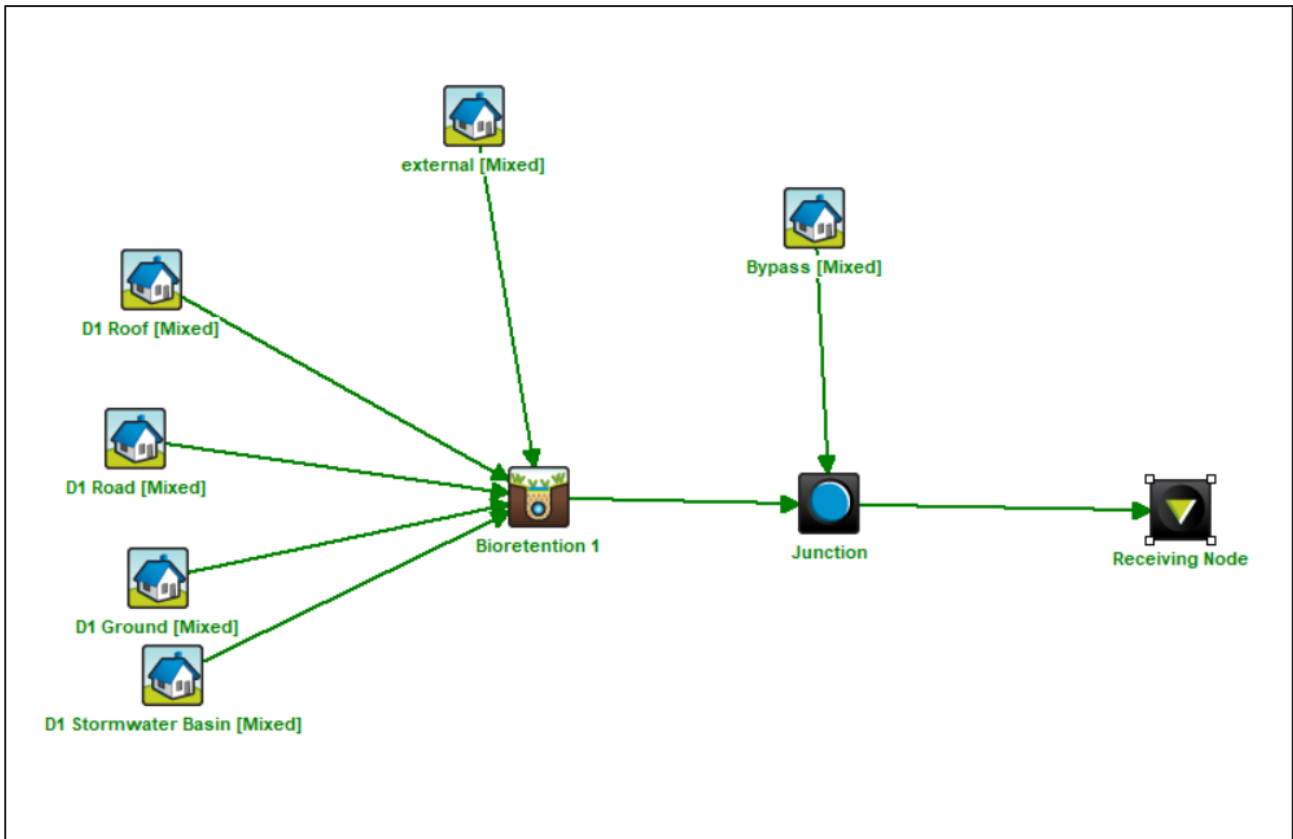 external [Mixed]
Bypass [Mixed]
D1 Roof [Mixed]
D1 Road [Mixed]
Bioretention 1
Junction
Receiving Node
D1 Ground [Mixed]
D1 Stormwater Basin [Mixed]